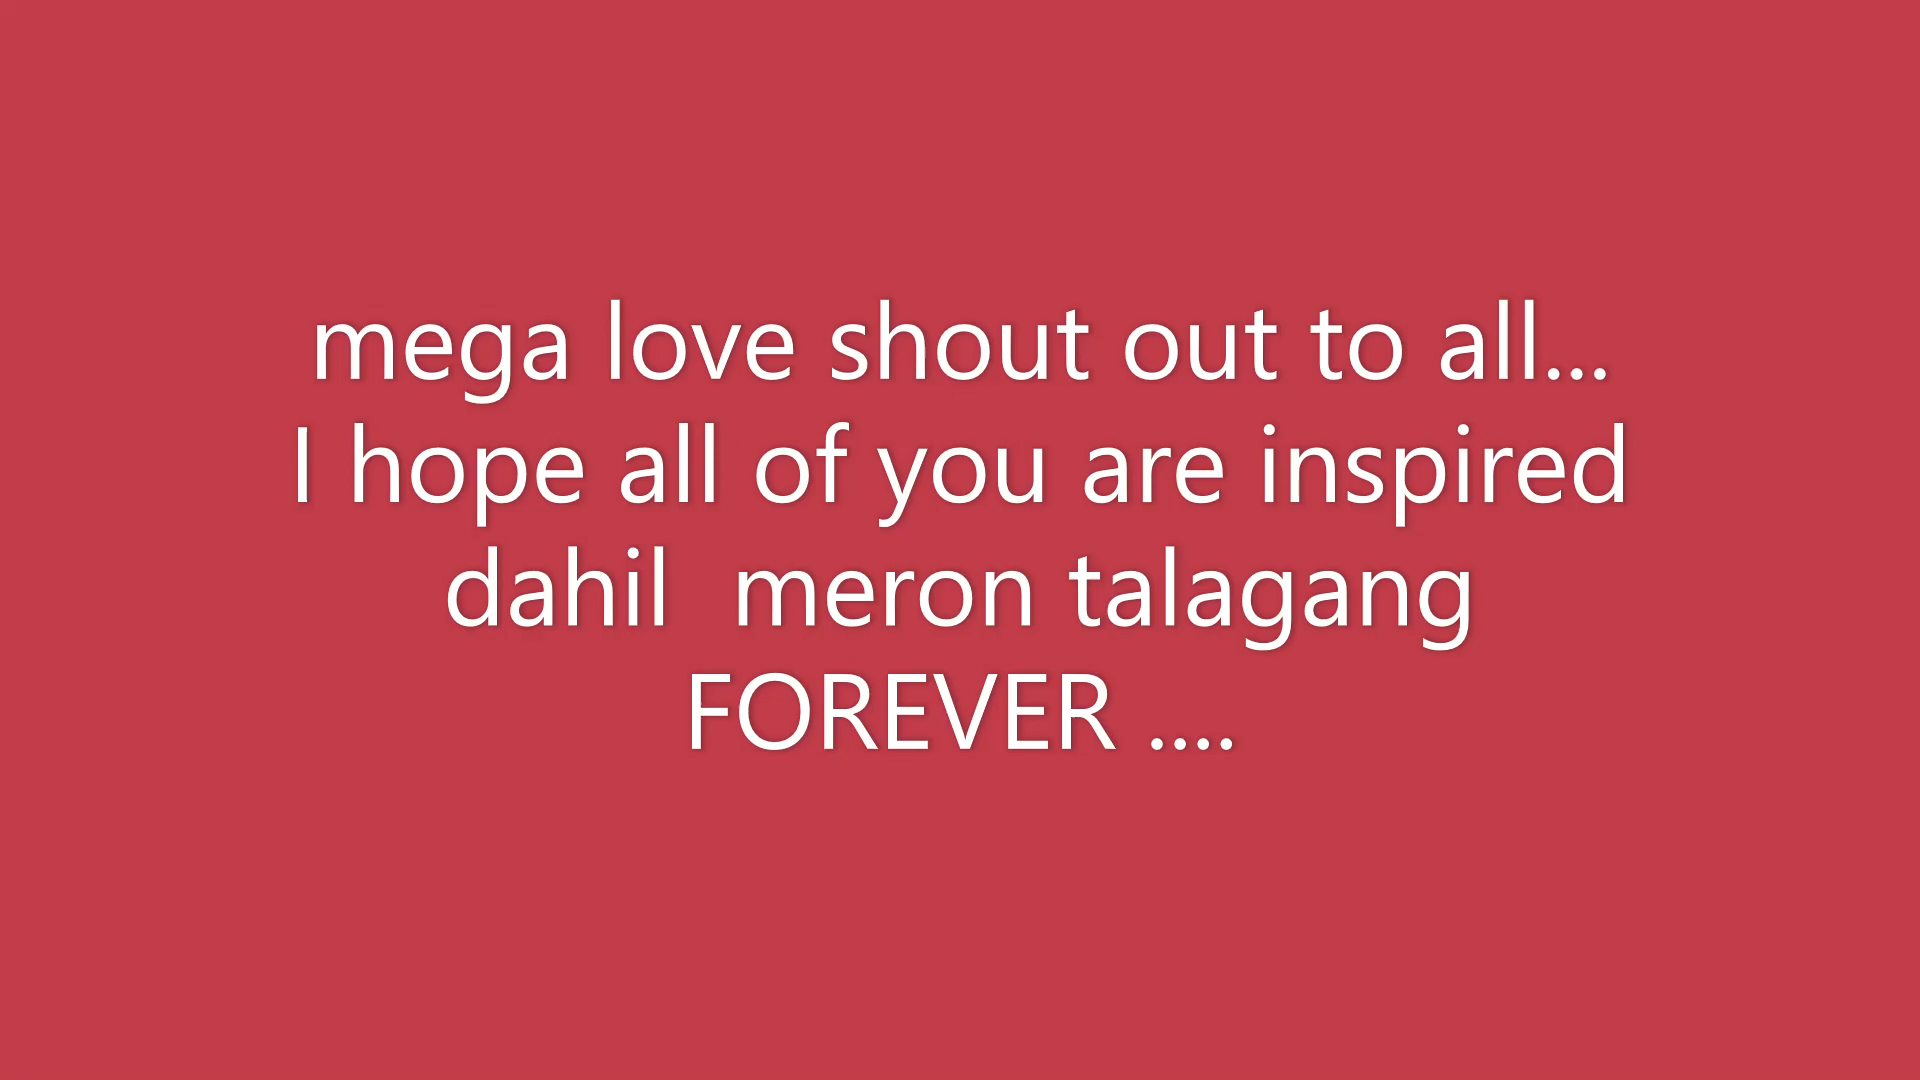 mega love shout out to all...
I hope all of you are inspired
dahil  meron talagang
FOREVER ....